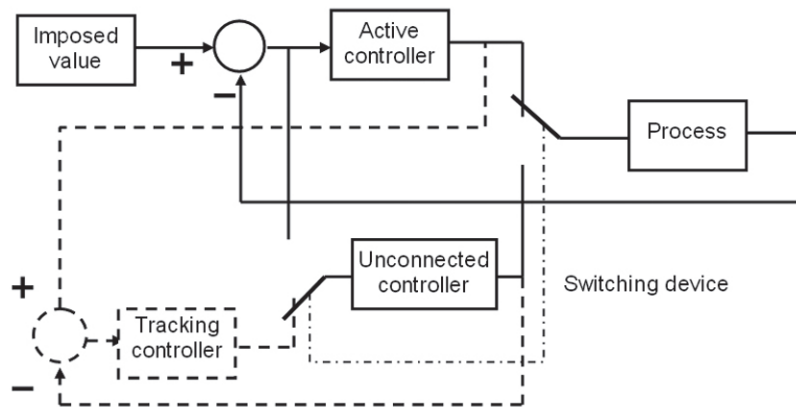 Imposed
value
+
−
Active
controller
Process
Unconnected
controller
Switching device
+
Tracking
controller
−